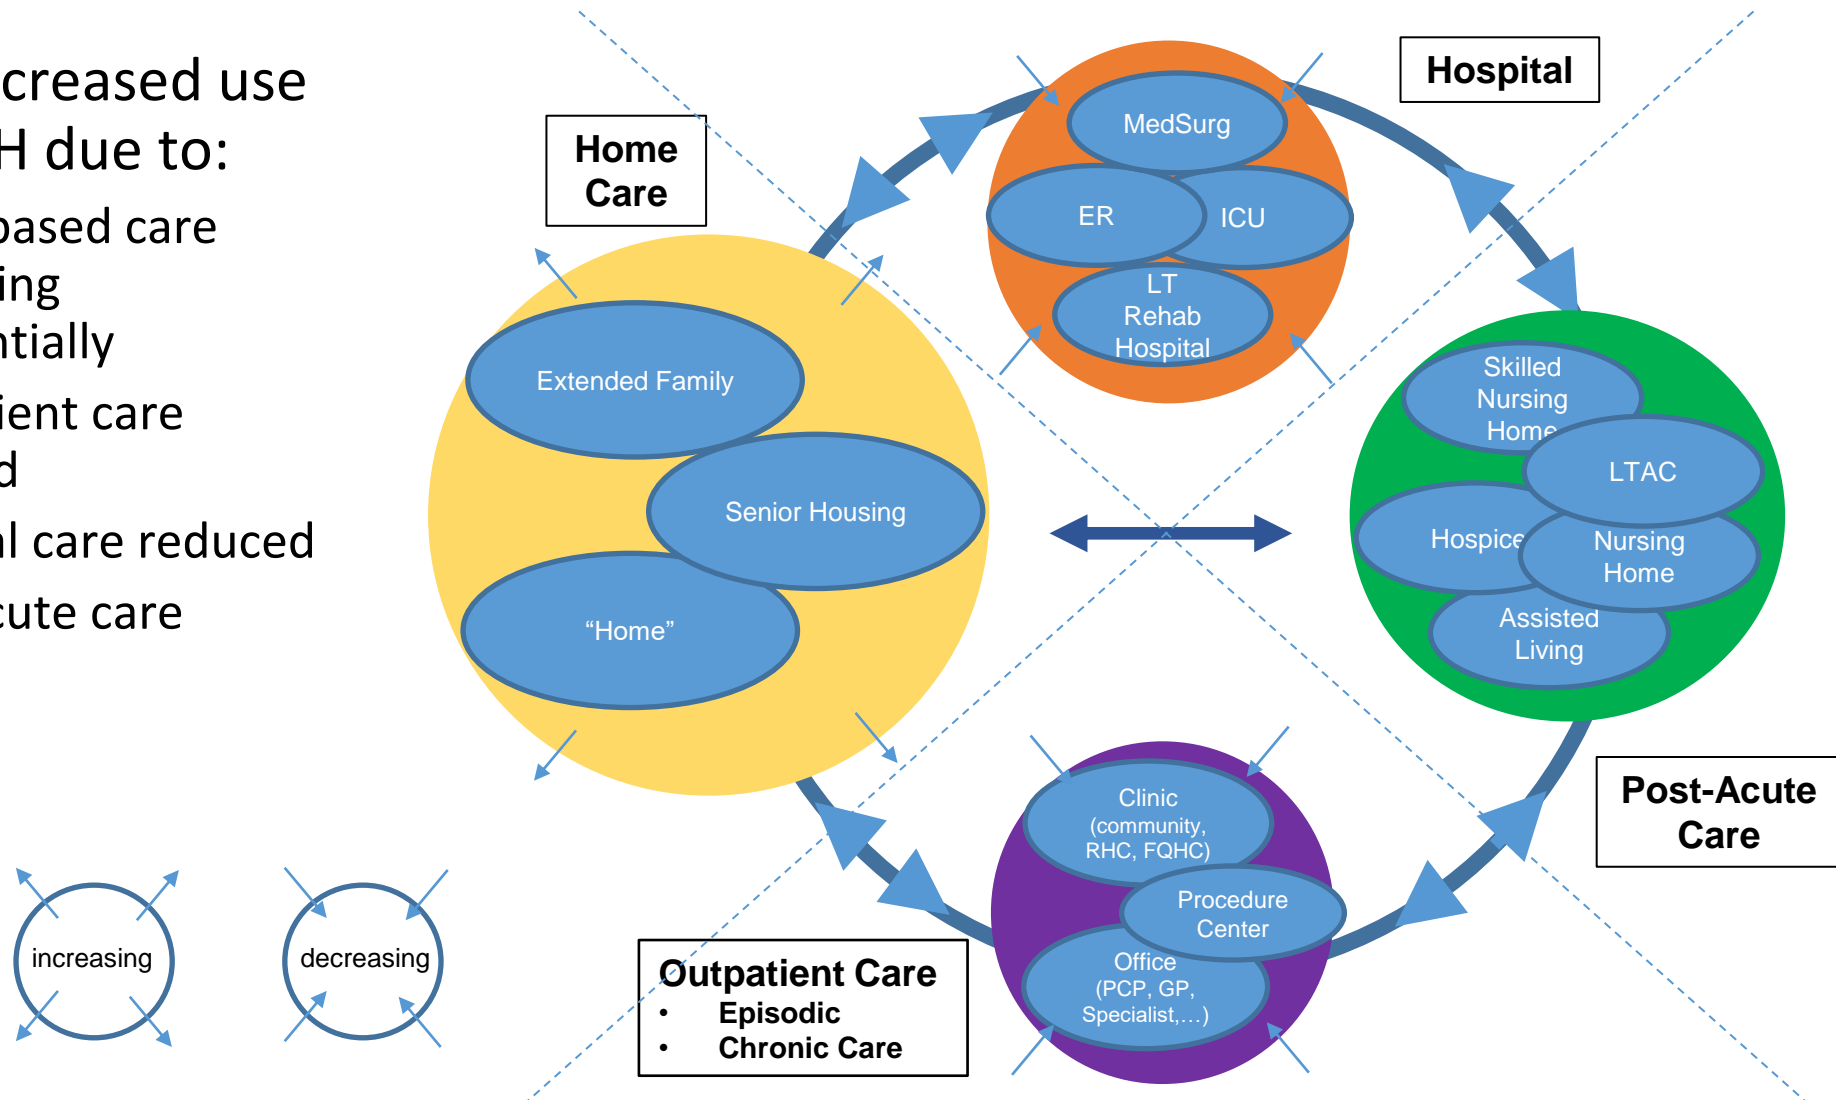 creased use
H due to:
based care
ing
ntially
ient care
d
al care reduced
cute care
increasing
decreasing
Home
Care
Extended Family
Senior Housing
“Home”
Hospital
MedSurg
ER
ICU
LT
Rehab
Hospital
Skilled
Nursing
Home
LTAC
Hospice
Nursing
Home
Assisted
Living
Post-Acute
Care
Clinic
(community,
RHC, FQHC)
Procedure
Center
Office
(PCP, GP,
Specialist,…)
Outpatient Care
• Episodic
• Chronic Care